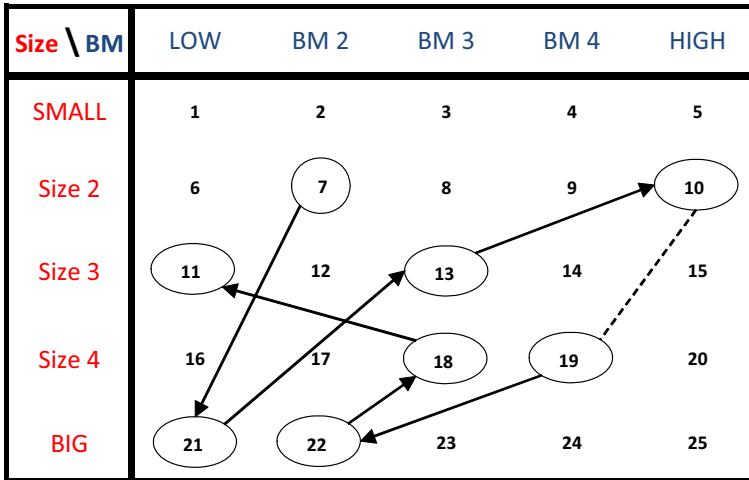 Size \ BM LOW BM 2 BM 3 BM 4 HIGH
SMALL 1 2 3 4 5
Size 2 6 7 8 9 10
Size 3 11 12 13 14 15
Size 4 16 17 18 19 20
BIG 21 22 23 24 25